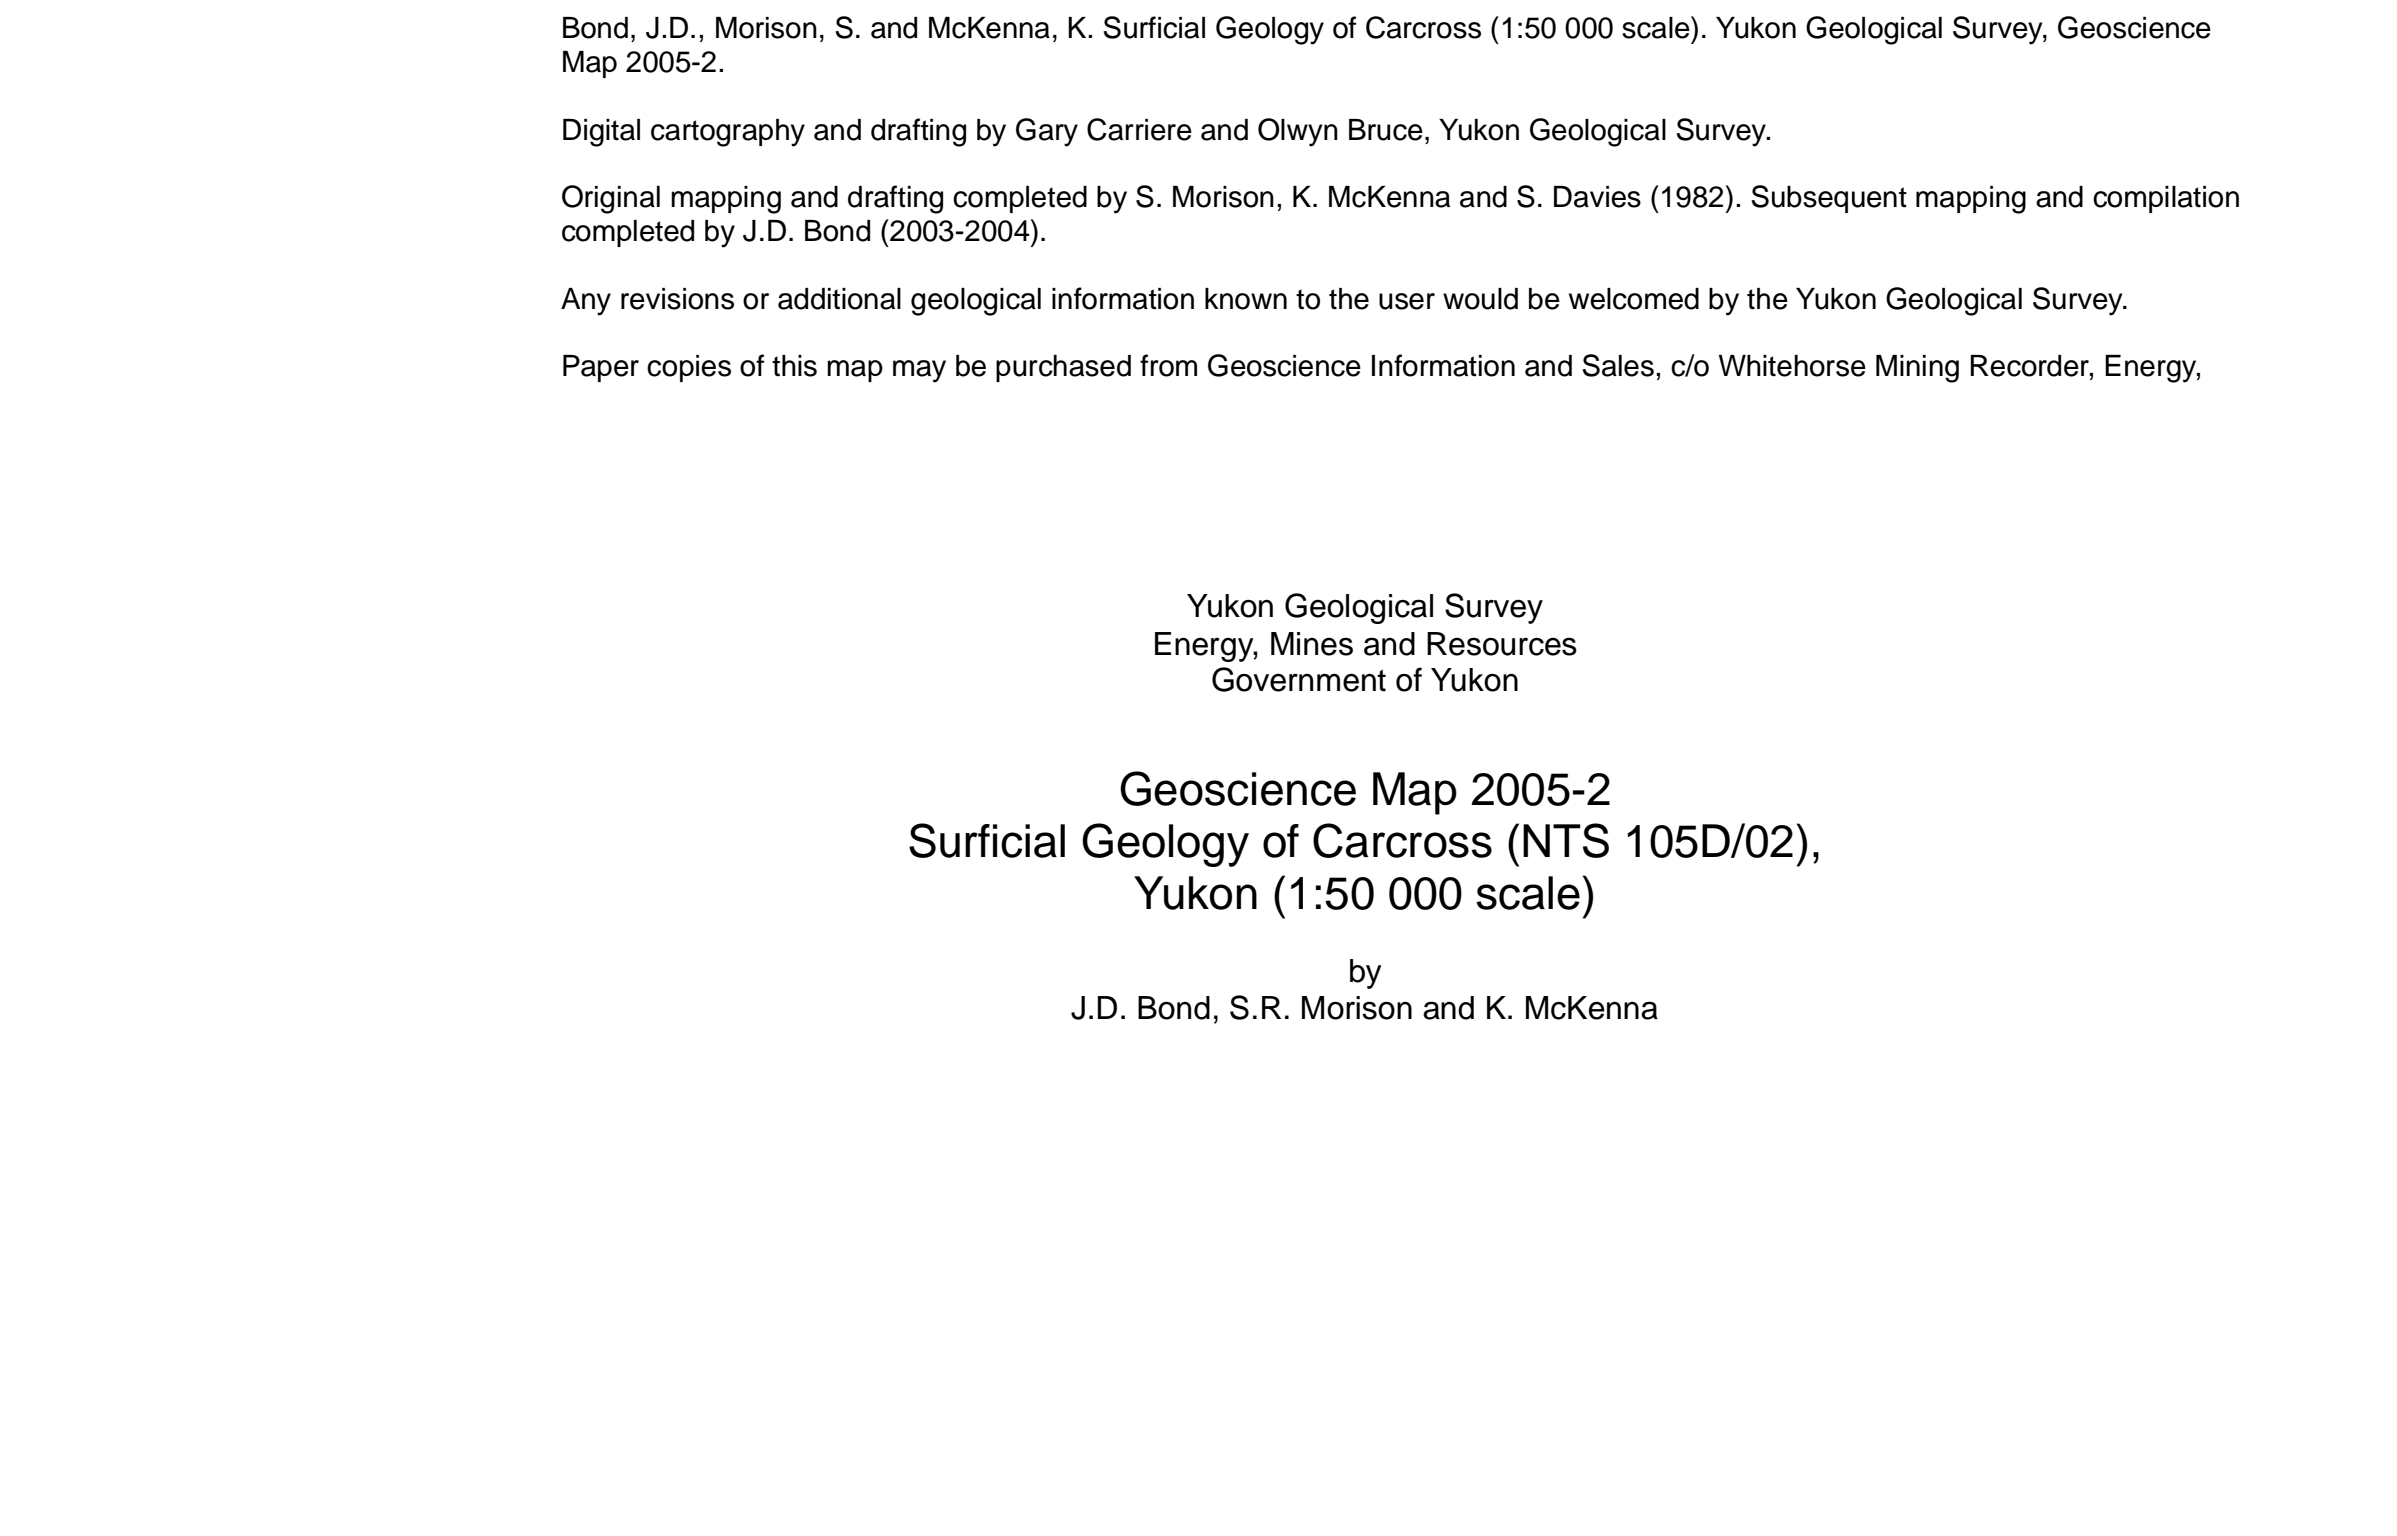 Bond, J.D., Morison, S. and McKenna, K. Surficial Geology of Carcross (1:50 000 scale). Yukon Geological Survey, Geoscience
Map 2005-2.
Digital cartography and drafting by Gary Carriere and Olwyn Bruce, Yukon Geological Survey.
Original mapping and drafting completed by S. Morison, K. McKenna and S. Davies (1982). Subsequent mapping and compilation
completed by J.D. Bond (2003-2004).
Any revisions or additional geological information known to the user would be welcomed by the Yukon Geological Survey.
Paper copies of this map may be purchased from Geoscience Information and Sales, c/o Whitehorse Mining Recorder, Energy,
Yukon Geological Survey
Energy, Mines and Resources
Government of Yukon
Geoscience Map 2005-2
Surficial Geology of Carcross (NTS 105D/02),
Yukon (1:50 000 scale)
by
J.D. Bond, S.R. Morison and K. McKenna